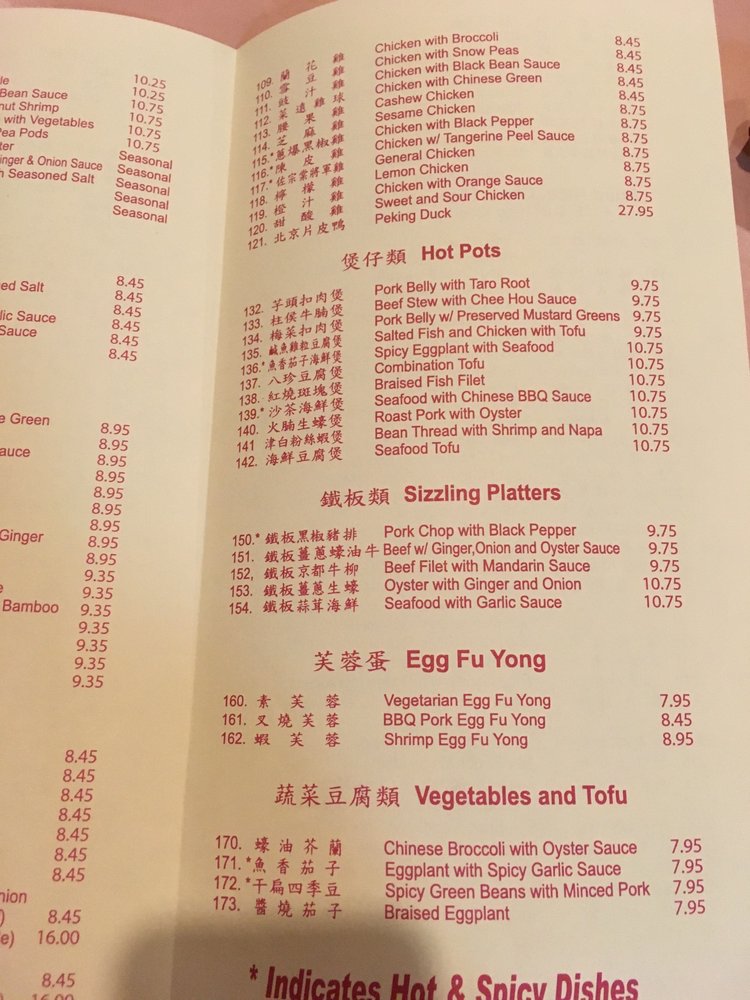 le 10.25
Bean Sauce 10.25
nut Shrimp 10.75
with Vegetables 10.75
Pea Pods 10.75
ter Seasonal
inger & Onion Sauce Seasonal
h Seasoned Salt Seasonal
Seasonal
Seasonal
ed Salt 8.45
8.45
lic Sauce 8.45
Sauce 8.45
8.45
8.45
e Green 8.95
8.95
auce 8.95
8.95
8.95
8.95
8.95
Ginger 8.95
8.95
9.35
e 9.35
Bamboo 9.35
9.35
9.35
9.35
9.35
8.45
8.45
8.45
8.45
8.45
8.45
8.45
nion
) 8.45
le) 16.00
8.45
16.00
109. 蘭花雞 Chicken with Broccoli 8.45
110. 雪豆雞 Chicken with Snow Peas 8.45
111. 豉汁雞 Chicken with Black Bean Sauce 8.45
112. 菜遠雞球 Chicken with Chinese Green 8.45
113. 腰果雞 Cashew Chicken 8.45
114. 芝麻雞 Sesame Chicken 8.75
115.* 蔥爆黑椒雞 Chicken with Black Pepper 8.75
116.* 陳皮雞 Chicken w/ Tangerine Peel Sauce 8.75
117.* 佐宗棠將軍雞 General Chicken 8.75
118. 檸檬雞 Lemon Chicken 8.75
119. 橙汁雞 Chicken with Orange Sauce 8.75
120. 甜酸雞 Sweet and Sour Chicken 8.75
121. 北京片皮鴨 Peking Duck 27.95
煲仔類 Hot Pots
132. 芋頭扣肉煲 Pork Belly with Taro Root 9.75
133. 柱侯牛腩煲 Beef Stew with Chee Hou Sauce 9.75
134. 梅菜扣肉煲 Pork Belly w/ Preserved Mustard Greens 9.75
135. 鹹魚雞粒豆腐煲 Salted Fish and Chicken with Tofu 9.75
136.* 魚香茄子海鮮煲 Spicy Eggplant with Seafood 10.75
137. 八珍豆腐煲 Combination Tofu 10.75
138. 紅燒斑塊煲 Braised Fish Filet 10.75
139.* 沙茶海鮮煲 Seafood with Chinese BBQ Sauce 10.75
140. 火腩生蠔煲 Roast Pork with Oyster 10.75
141 津白粉絲蝦煲 Bean Thread with Shrimp and Napa 10.75
142. 海鮮豆腐煲 Seafood Tofu 10.75
鐵板類 Sizzling Platters
150.* 鐵板黑椒豬排 Pork Chop with Black Pepper 9.75
151. 鐵板薑蔥蠔油牛 Beef w/ Ginger,Onion and Oyster Sauce 9.75
152, 鐵板京都牛柳 Beef Filet with Mandarin Sauce 9.75
153. 鐵板薑蔥生蠔 Oyster with Ginger and Onion 10.75
154. 鐵板蒜茸海鮮 Seafood with Garlic Sauce 10.75
芙蓉蛋 Egg Fu Yong
160. 素芙蓉 Vegetarian Egg Fu Yong 7.95
161. 叉燒芙蓉 BBQ Pork Egg Fu Yong 8.45
162. 蝦芙蓉 Shrimp Egg Fu Yong 8.95
蔬菜豆腐類 Vegetables and Tofu
170. 蠔油芥蘭 Chinese Broccoli with Oyster Sauce 7.95
171. *魚香茄子 Eggplant with Spicy Garlic Sauce 7.95
172. *干扁四季豆 Spicy Green Beans with Minced Pork 7.95
173. 醬燒茄子 Braised Eggplant 7.95
* Indicates Hot & Spicy Dishes